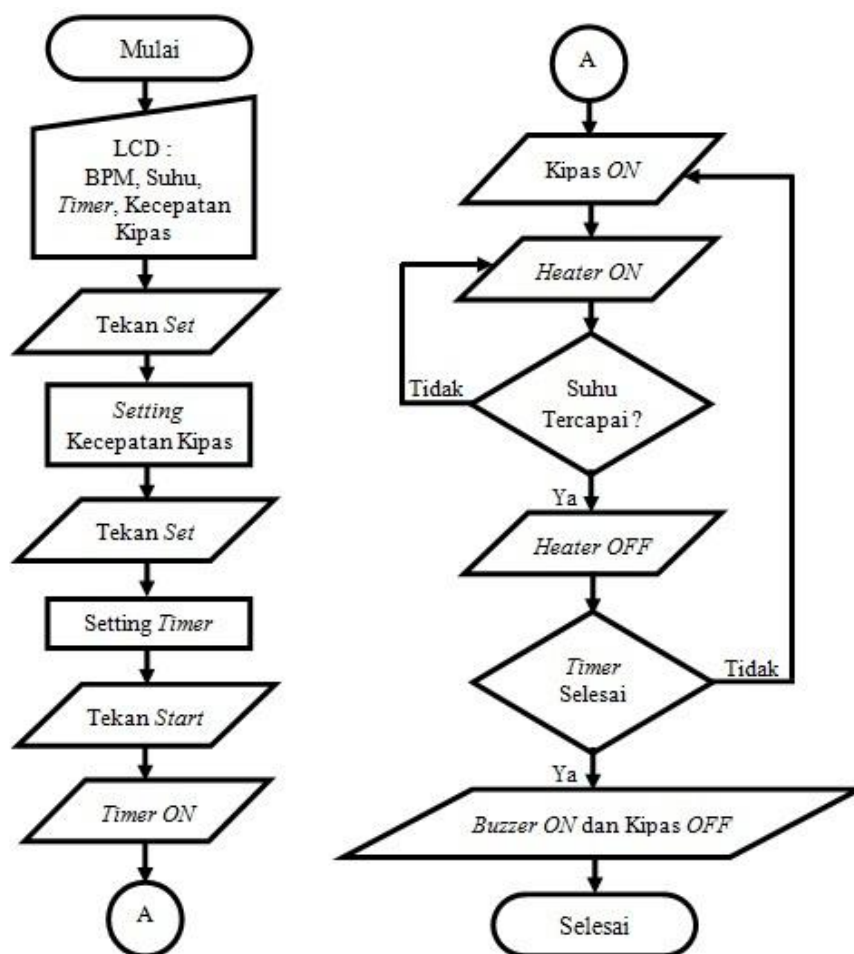 Mulai
LCD :
BPM, Suhu,
Timer, Kecepatan
Kipas
Tekan Set
Setting
Kecepatan Kipas
Tekan Set
Setting Timer
Tekan Start
Timer ON
A
A
Kipas ON
Heater ON
Suhu
Tercapai ?
Tidak
Ya
Heater OFF
Timer
Selesai
Tidak
Ya
Buzzer ON dan Kipas OFF
Selesai